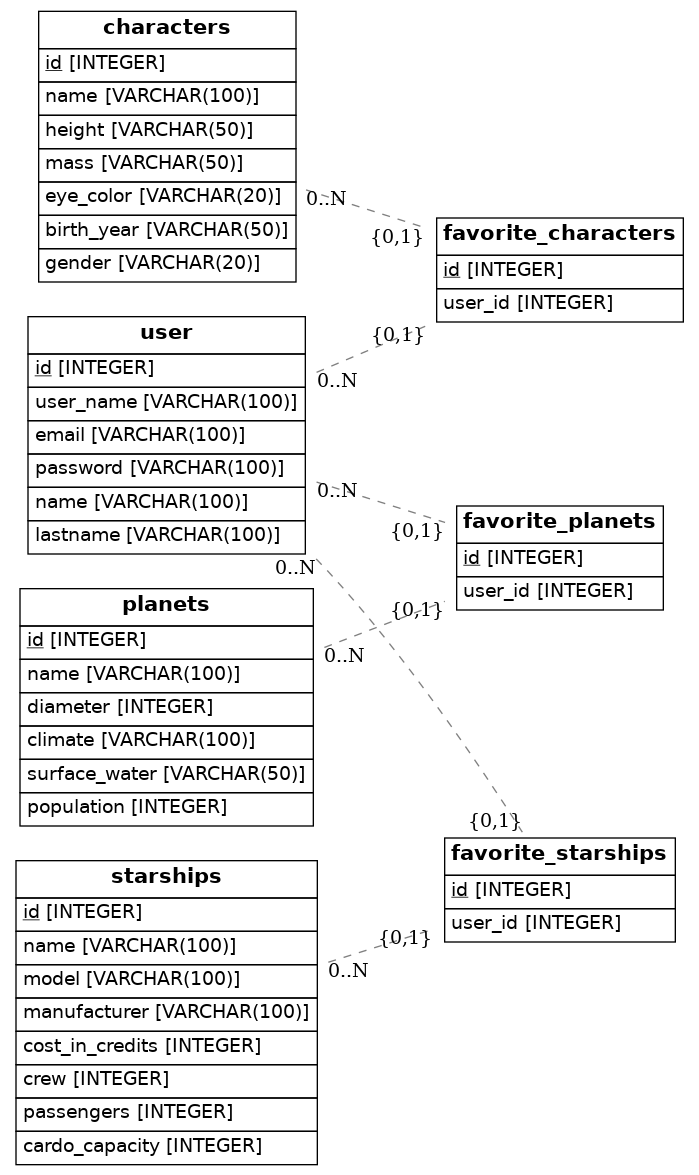 characters
id [INTEGER]
name [VARCHAR(100)]
height [VARCHAR(50)]
mass [VARCHAR(50)]
eye_color [VARCHAR(20)]
birth_year [VARCHAR(50)]
gender [VARCHAR(20)]
0..N
{0,1}
favorite_characters
id [INTEGER]
user_id [INTEGER]
{0,1}
0..N
user
id [INTEGER]
user_name [VARCHAR(100)]
email [VARCHAR(100)]
password [VARCHAR(100)]
name [VARCHAR(100)]
lastname [VARCHAR(100)]
0..N
{0,1}
0..N
favorite_planets
id [INTEGER]
user_id [INTEGER]
{0,1}
0..N
planets
id [INTEGER]
name [VARCHAR(100)]
diameter [INTEGER]
climate [VARCHAR(100)]
surface_water [VARCHAR(50)]
population [INTEGER]
{0,1}
favorite_starships
id [INTEGER]
user_id [INTEGER]
{0,1}
0..N
starships
id [INTEGER]
name [VARCHAR(100)]
model [VARCHAR(100)]
manufacturer [VARCHAR(100)]
cost_in_credits [INTEGER]
crew [INTEGER]
passengers [INTEGER]
cardo_capacity [INTEGER]